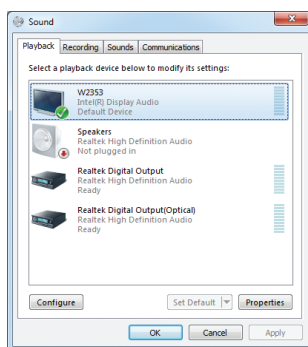 Sound
Playback Recording Sounds Communications
Select a playback device below to modify its settings:
W2353
Intel(R) Display Audio
Default Device
Speakers
Realtek High Definition Audio
Not plugged in
Realtek Digital Output
Realtek High Definition Audio
Ready
Realtek Digital Output(Optical)
Realtek High Definition Audio
Ready
Configure Set Default Properties
OK Cancel Apply